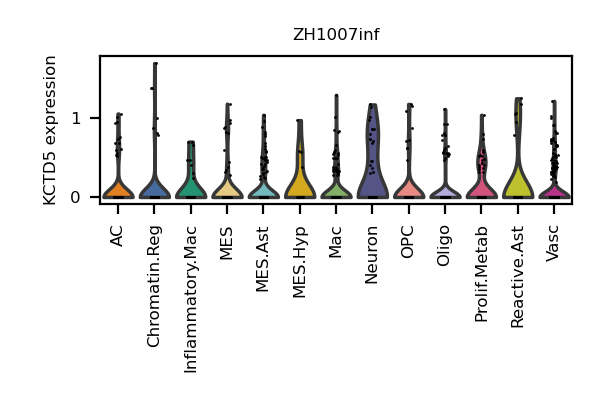 ZH1007inf
KCTD5 expression
1
0
AC
Chromatin.Reg
Inflammatory.Mac
MES
MES.Ast
MES.Hyp
Mac
Neuron
OPC
Oligo
Prolif.Metab
Reactive.Ast
Vasc